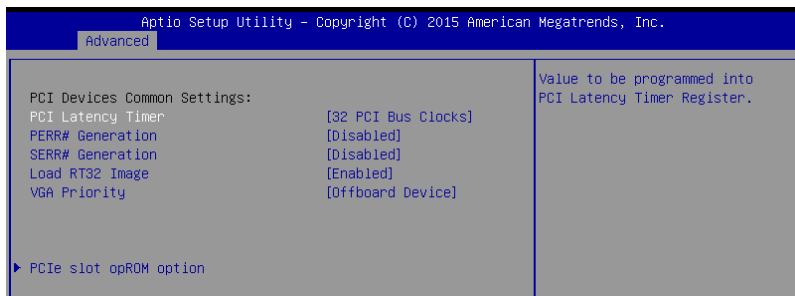 Aptio Setup Utility – Copyright (C) 2015 American Megatrends, Inc.
Advanced
PCI Devices Common Settings:
PCI Latency Timer [32 PCI Bus Clocks]
PERR# Generation [Disabled]
SERR# Generation [Disabled]
Load RT32 Image [Enabled]
VGA Priority [Offboard Device]
PCIe slot opROM option
Value to be programmed into
PCI Latency Timer Register.